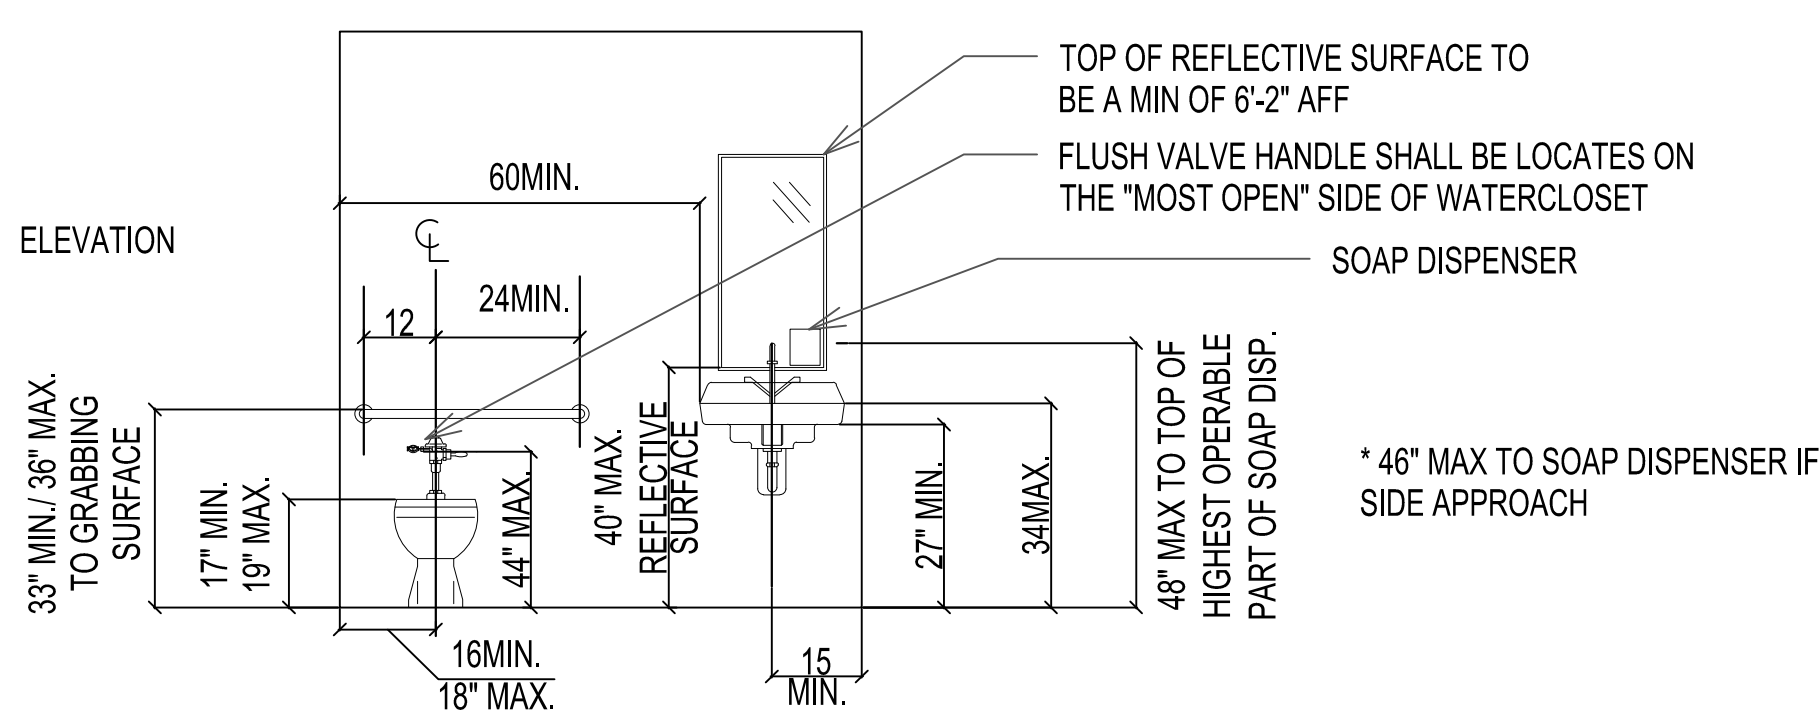 TOP OF REFLECTIVE SURFACE TO
BE A MIN OF 6'-2" AFF
FLUSH VALVE HANDLE SHALL BE LOCATES ON
THE "MOST OPEN" SIDE OF WATERCLOSET
60MIN.
ELEVATION
CL
SOAP DISPENSER
24MIN.
12
33" MIN./ 36" MAX.
TO GRABBING
SURFACE
17" MIN.
19" MAX.
44" MAX.
40" MAX.
REFLECTIVE
SURFACE
27" MIN.
34MAX.
48" MAX TO TOP OF
HIGHEST OPERABLE
PART OF SOAP DISP.
* 46" MAX TO SOAP DISPENSER IF
SIDE APPROACH
16MIN.
18" MAX.
15
MIN.